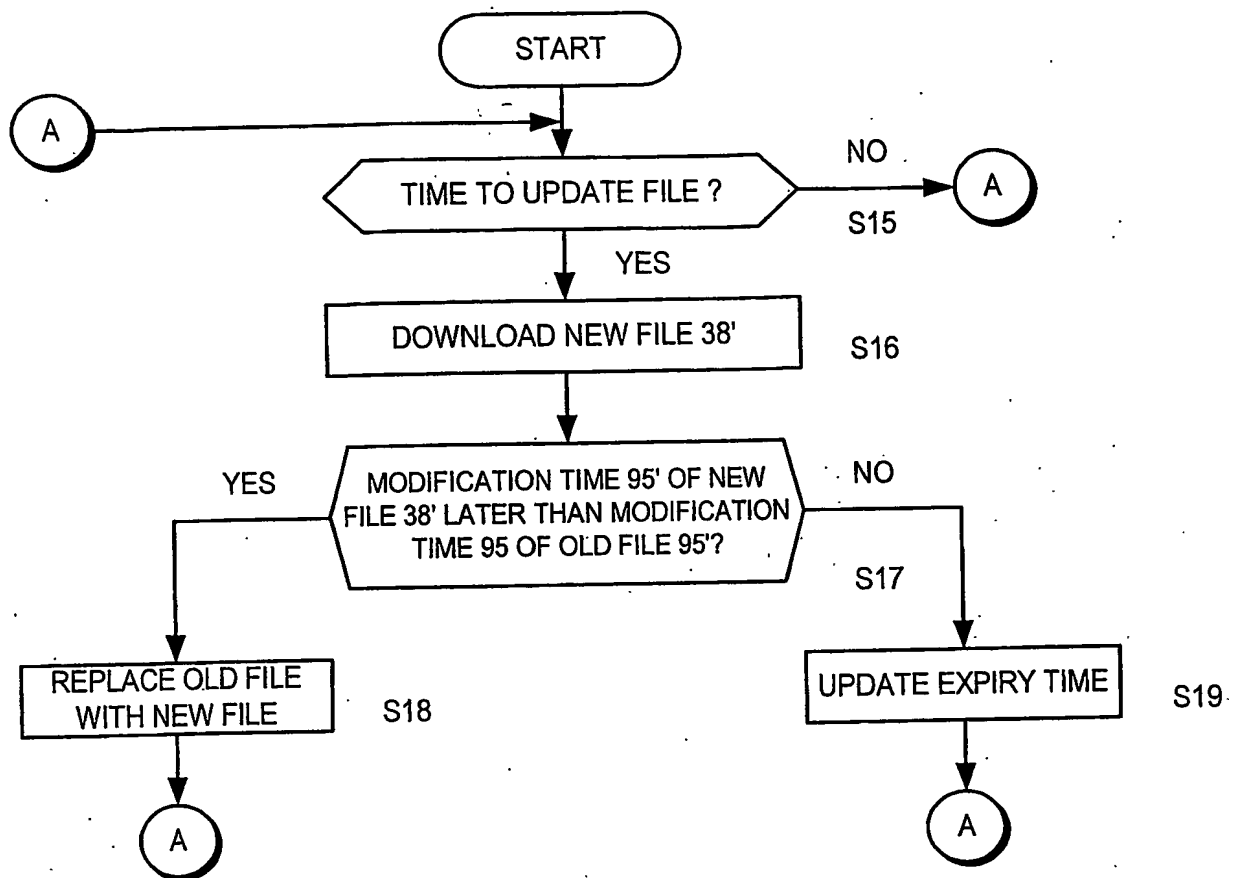 START
A
TIME TO UPDATE FILE ?
NO
A
S15
YES
DOWNLOAD NEW FILE 38'
S16
YES
MODIFICATION TIME 95' OF NEW
FILE 38' LATER THAN MODIFICATION
TIME 95 OF OLD FILE 95'?
NO
S17
REPLACE OLD FILE
WITH NEW FILE
S18
UPDATE EXPIRY TIME
S19
A
A